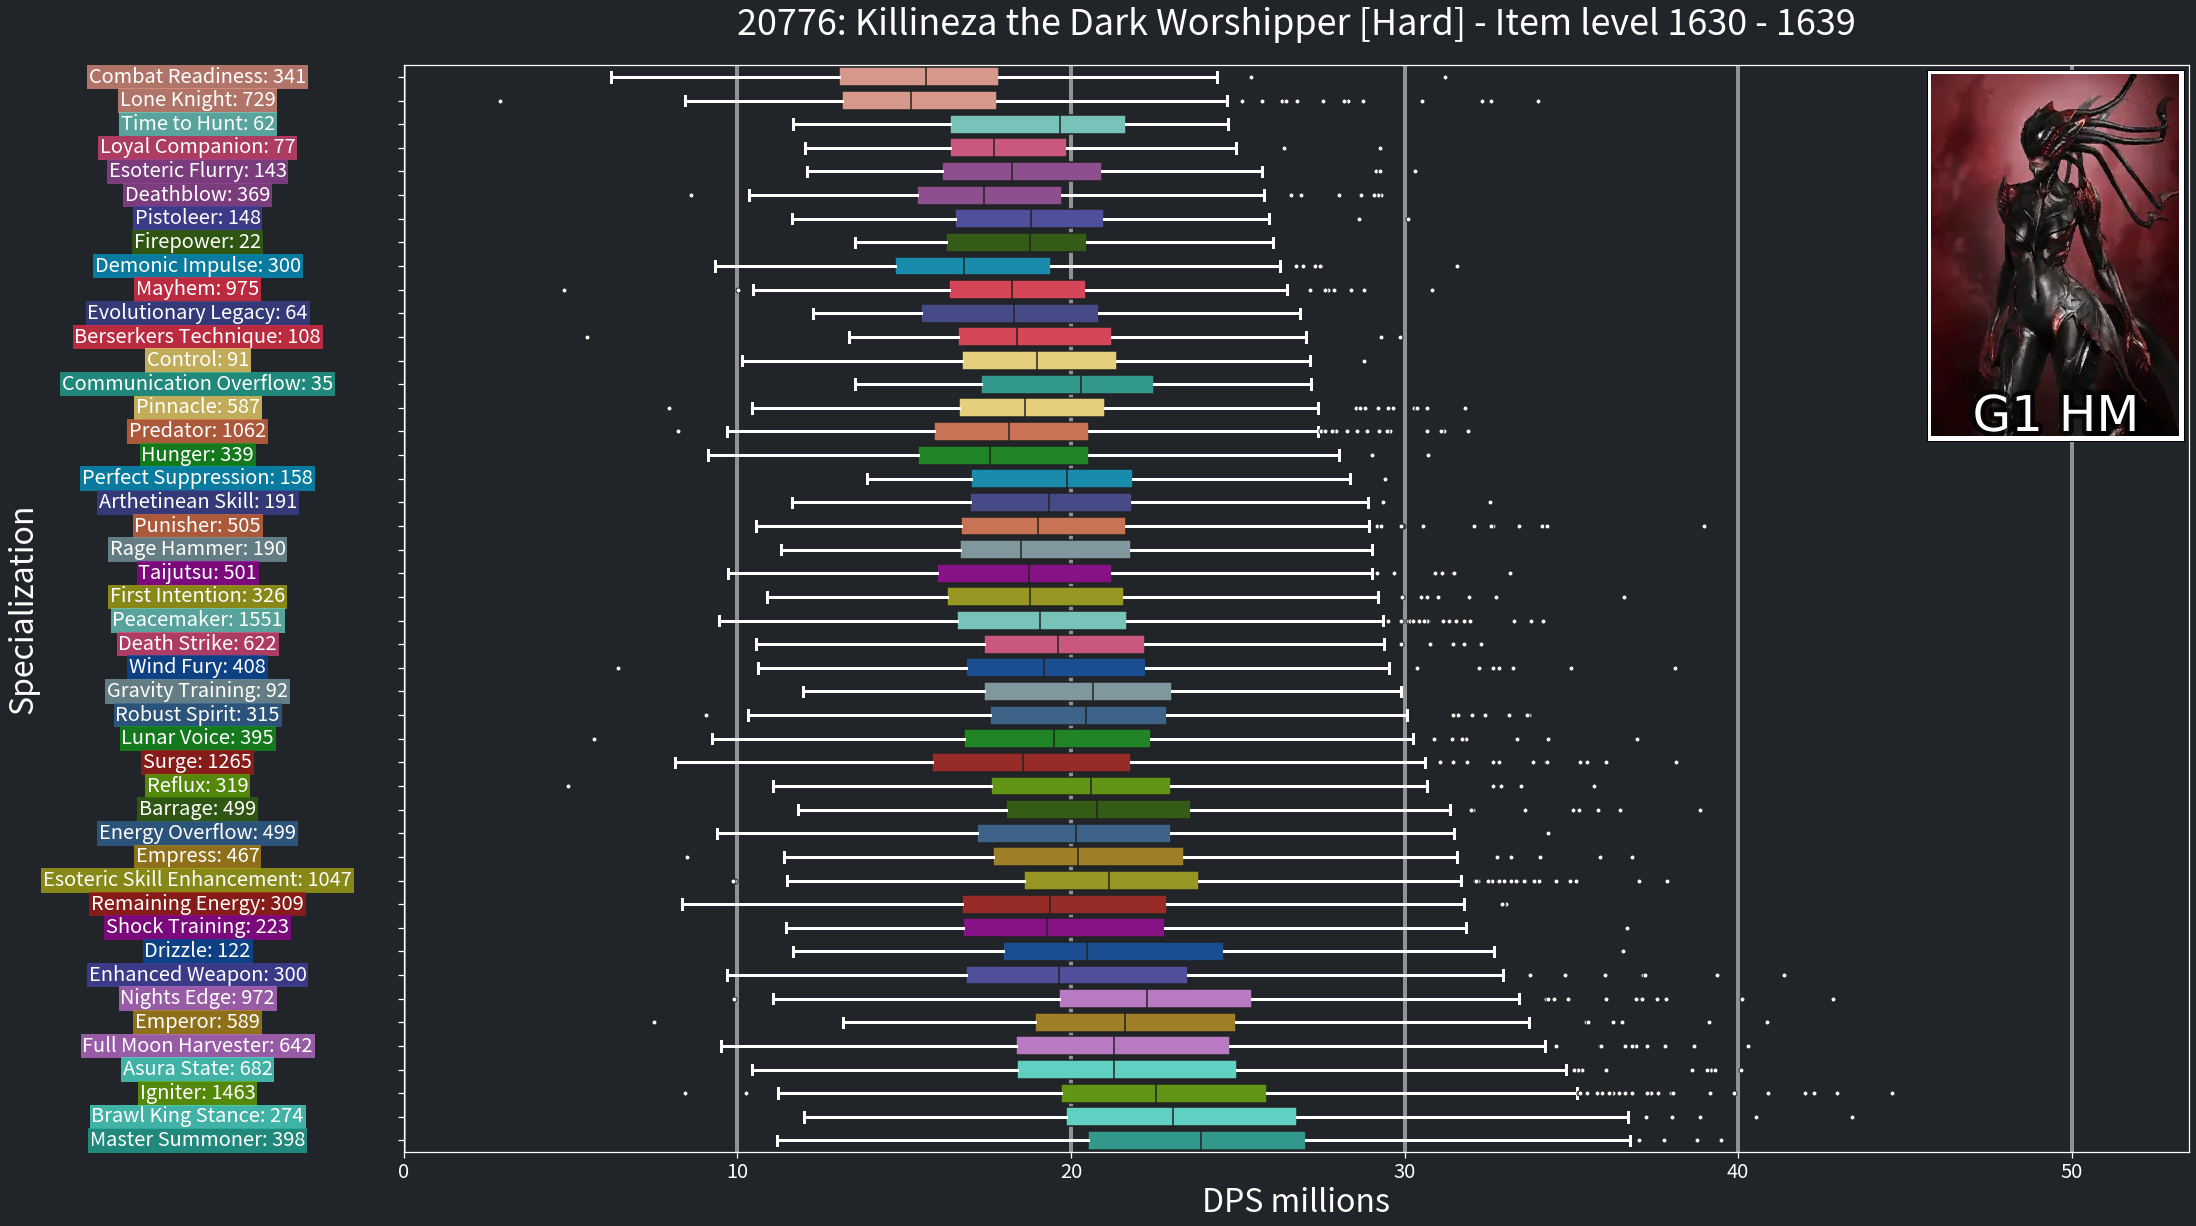 20776: Killineza the Dark Worshipper [Hard] - Item level 1630 - 1639
Combat Readiness: 341
Lone Knight: 729
Time to Hunt: 62
Loyal Companion: 77
Esoteric Flurry: 143
Deathblow: 369
Pistoleer: 148
Firepower: 22
Demonic Impulse: 300
Mayhem: 975
Evolutionary Legacy: 64
Berserkers Technique: 108
Control: 91
Communication Overflow: 35
Pinnacle: 587
Predator: 1062
Hunger: 339
Perfect Suppression: 158
Arthetinean Skill: 191
Punisher: 505
Rage Hammer: 190
Taijutsu: 501
First Intention: 326
Peacemaker: 1551
Death Strike: 622
Wind Fury: 408
Gravity Training: 92
Robust Spirit: 315
Lunar Voice: 395
Surge: 1265
Reflux: 319
Barrage: 499
Energy Overflow: 499
Empress: 467
Esoteric Skill Enhancement: 1047
Remaining Energy: 309
Shock Training: 223
Drizzle: 122
Enhanced Weapon: 300
Nights Edge: 972
Emperor: 589
Full Moon Harvester: 642
Asura State: 682
Igniter: 1463
Brawl King Stance: 274
Master Summoner: 398
Specialization
G1 HM
0 10 20 30 40 50
DPS millions